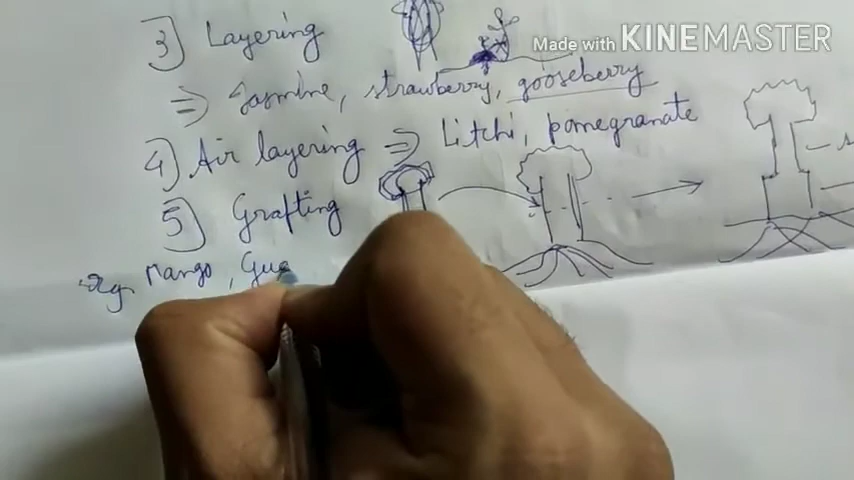 3] Layering
Made with KINEMASTER
⇒ Jasmine, strawberry, gooseberry
4] Air layering ⇒ Litchi, pomegranate
5] Grafting
eg. Mango, Gua